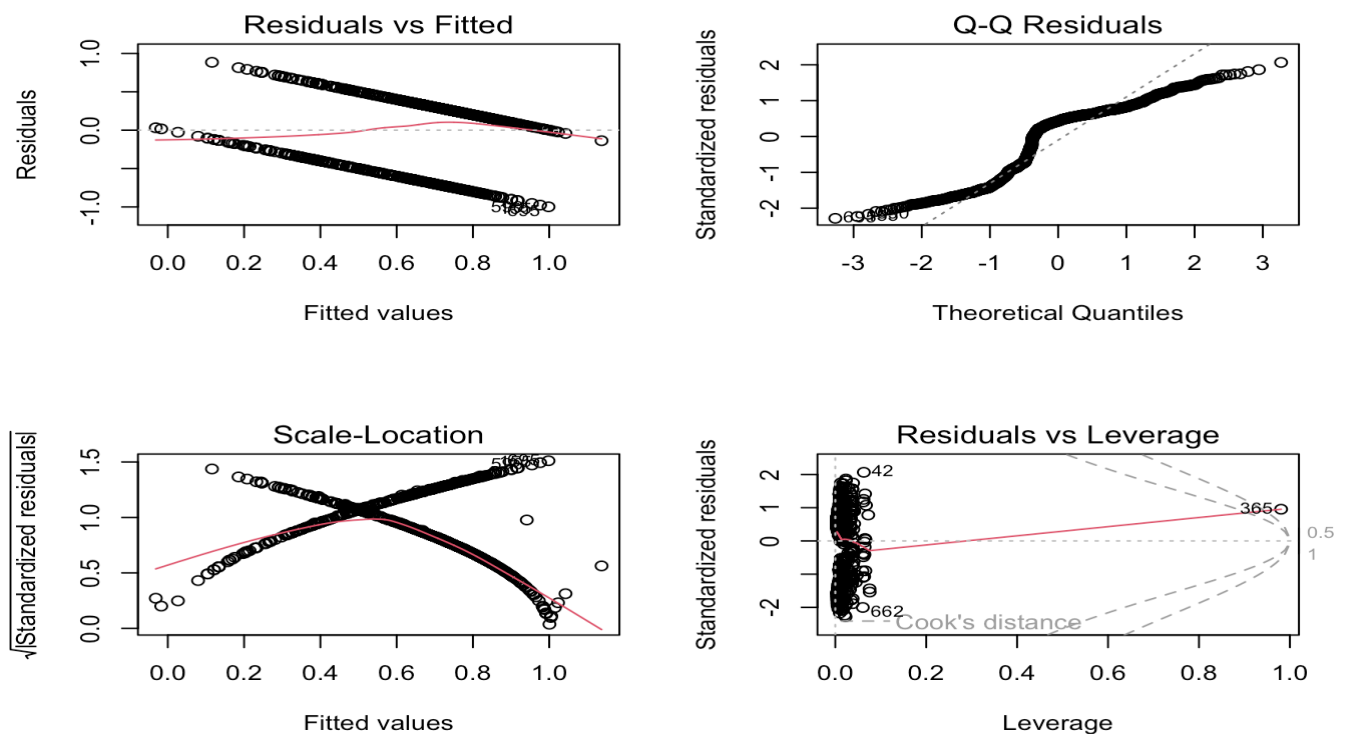 Residuals vs Fitted
Residuals
1.0
0.0
-1.0
0.0 0.2 0.4 0.6 0.8 1.0
Fitted values
Q-Q Residuals
Standardized residuals
2
1
0
-1
-2
-3 -2 -1 0 1 2 3
Theoretical Quantiles
Scale-Location
√|Standardized residuals|
1.5
1.0
0.5
0.0
0.0 0.2 0.4 0.6 0.8 1.0
Fitted values
Residuals vs Leverage
Standardized residuals
2
1
0
-2
42
365
662
0.5
1
Cook's distance
0.0 0.2 0.4 0.6 0.8 1.0
Leverage